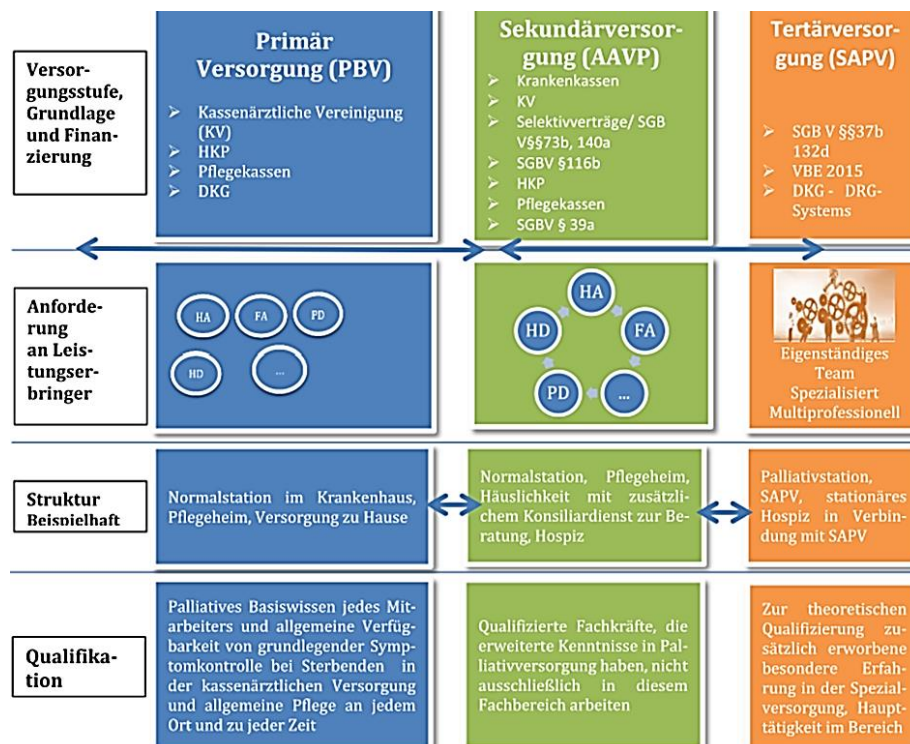 Versor-
gungsstufe,
Grundlage
und Finan-
zierung
Primär
Versorgung (PBV)
Kassenärztliche Vereinigung
(KV)
HKP
Pflegekassen
DKG
Sekundärversor-
gung (AAVP)
Krankenkassen
KV
Selektivverträge/ SGB
V§§73b, 140a
SGBV §116b
HKP
Pflegekassen
SGBV § 39a
Tertärversor-
gung (SAPV)
SGB V §§37b
132d
VBE 2015
DKG - DRG-
Systems
Anforde-
rung
an Leis-
tungser-
bringer
HA
FA
PD
HD
...
HA
FA
...
PD
HD
Eigenständiges
Team
Spezialisiert
Multiprofessionell
Struktur
Beispielhaft
Normalstation im Krankenhaus,
Pflegeheim, Versorgung zu Hause
Normalstation, Pflegeheim,
Häuslichkeit mit zusätzli-
chem Konsiliardienst zur Be-
ratung, Hospiz
Palliativstation,
SAPV, stationäres
Hospiz in Verbin-
dung mit SAPV
Qualifika-
tion
Palliatives Basiswissen jedes Mit-
arbeiters und allgemeine Verfüg-
barkeit von grundlegender Symp-
tomkontrolle bei Sterbenden in
der kassenärztlichen Versorgung
und allgemeine Pflege an jedem
Ort und zu jeder Zeit
Qualifizierte Fachkräfte, die
erweiterte Kenntnisse in Pal-
liativversorgung haben, nicht
ausschließlich in diesem
Fachbereich arbeiten
Zur theoretischen
Qualifizierung zu-
sätzlich erworbene
besondere Erfah-
rung in der Spezial-
versorgung, Haupt-
tätigkeit im Bereich